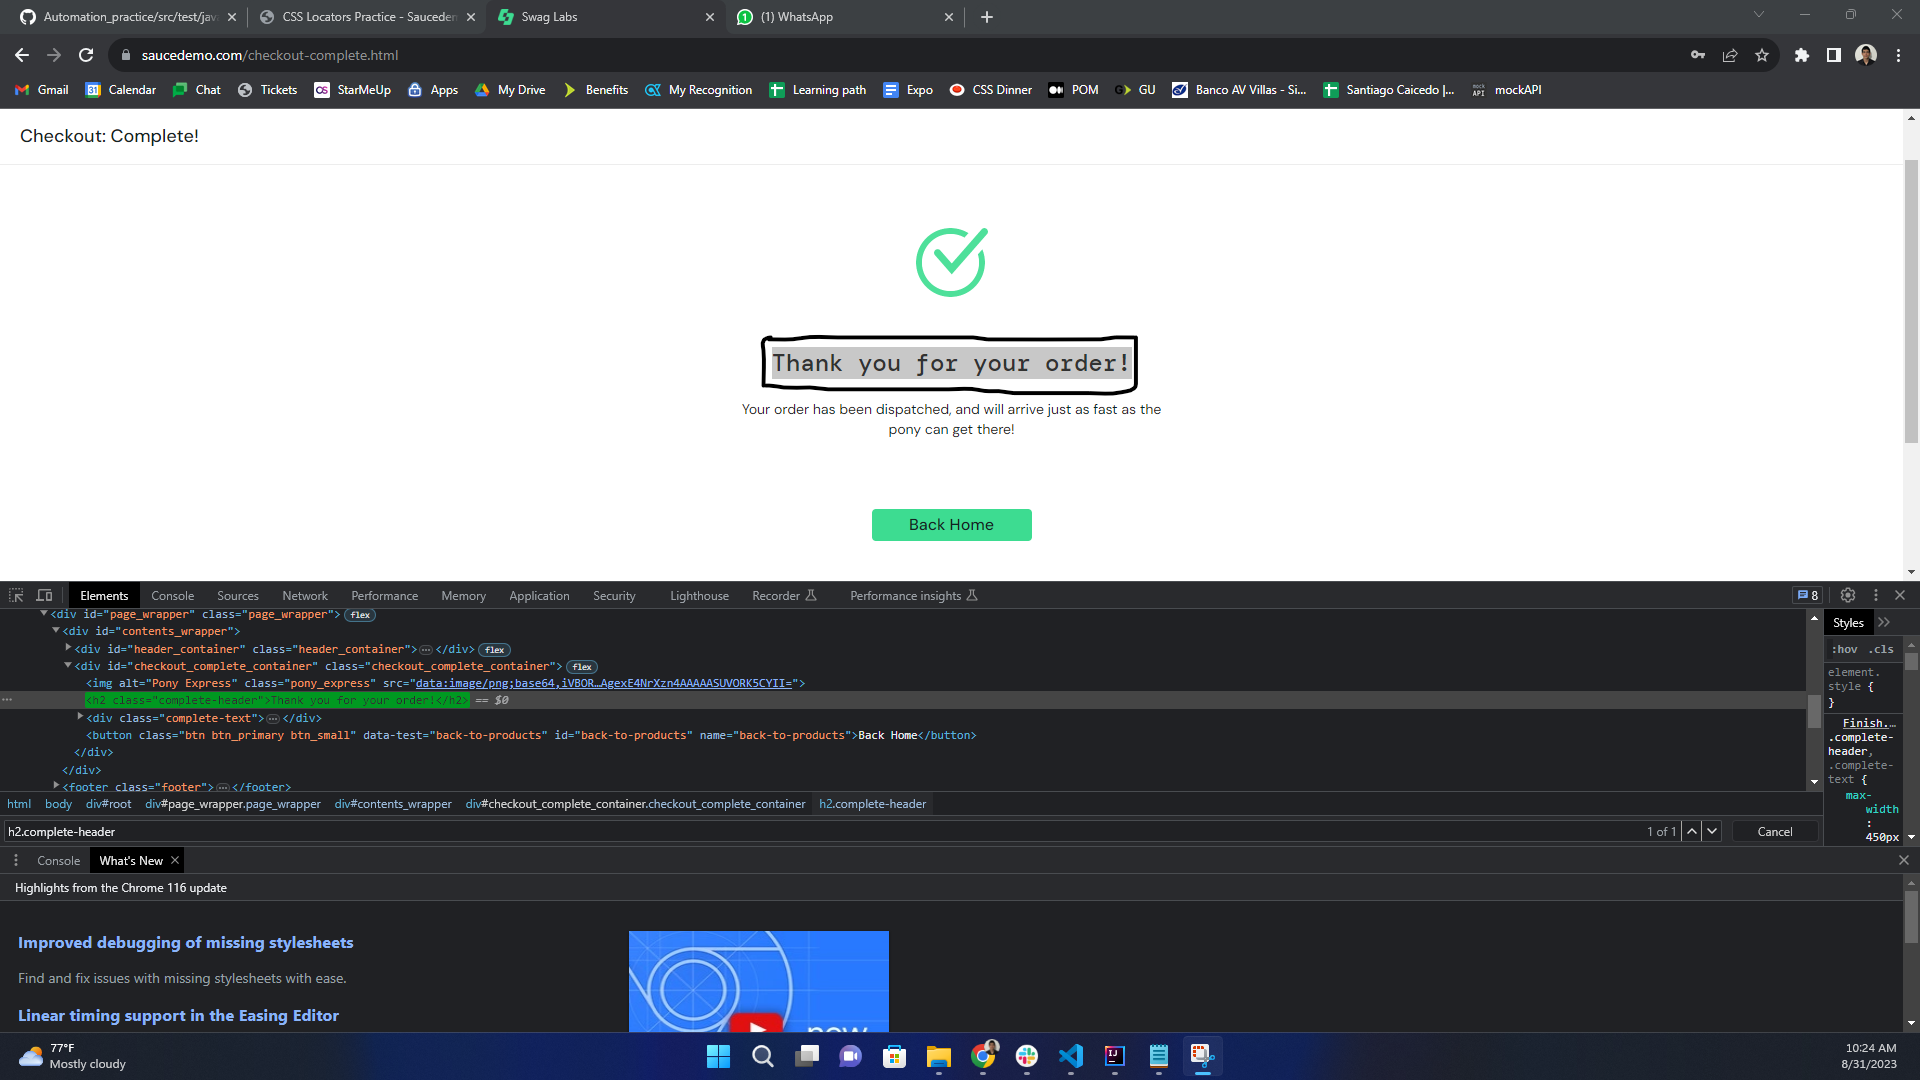 Automation_practice/src/test/jav
CSS Locators Practice - Saucedem
Swag Labs
(1) WhatsApp
saucedemo.com/checkout-complete.html
Gmail
Calendar
Chat
Tickets
StarMeUp
Apps
My Drive
Benefits
My Recognition
Learning path
Expo
CSS Dinner
POM
GU
Banco AV Villas - Si...
Santiago Caicedo |...
mockAPI
Checkout: Complete!
Thank you for your order!
Your order has been dispatched, and will arrive just as fast as the
pony can get there!
Back Home
Elements
Console
Sources
Network
Performance
Memory
Application
Security
Lighthouse
Recorder
Performance insights
8
<div id="page_wrapper" class="page_wrapper"> flex
<div id="contents_wrapper">
<div id="header_container" class="header_container"> … </div> flex
<div id="checkout_complete_container" class="checkout_complete_container"> flex
<img alt="Pony Express" class="pony_express" src="data:image/png;base64,iVBOR…AgexE4NrXzn4AAAAASUVORK5CYII=">
<h2 class="complete-header">Thank you for your order!</h2> == $0
<div class="complete-text"> … </div>
<button class="btn btn_primary btn_small" data-test="back-to-products" id="back-to-products" name="back-to-products">Back Home</button>
</div>
</div>
<footer class="footer"> … </footer>
Styles
:hov .cls
element.
style {
}
Finish.…
.complete-
header,
.complete-
text {
max-
width
:
450px
html body div#root div#page_wrapper.page_wrapper div#contents_wrapper div#checkout_complete_container.checkout_complete_container h2.complete-header
h2.complete-header
1 of 1
Cancel
Console
What's New
Highlights from the Chrome 116 update
Improved debugging of missing stylesheets
Find and fix issues with missing stylesheets with ease.
Linear timing support in the Easing Editor
new
77°F
Mostly cloudy
10:24 AM
8/31/2023